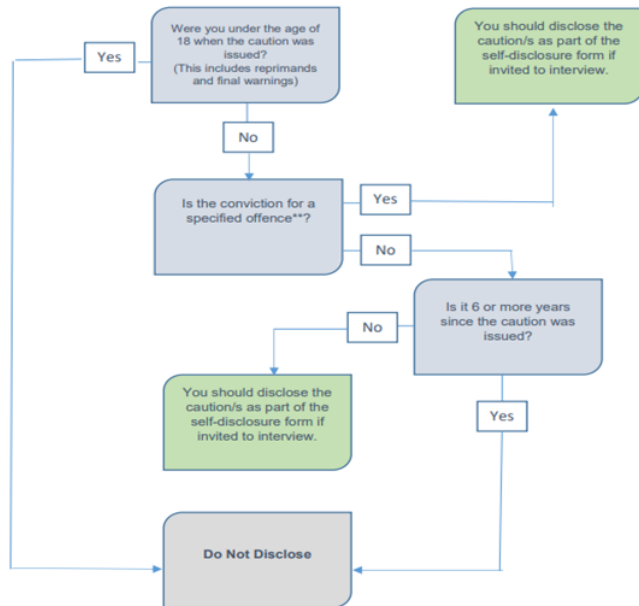 Were you under the age of
18 when the caution was
issued?
(This includes reprimands
and final warnings)
You should disclose the
caution/s as part of the
self-disclosure form if
invited to interview.
Yes
No
Is the conviction for a
specified offence**?
Yes
No
Is it 6 or more years
since the caution was
issued?
No
You should disclose the
caution/s as part of the
self-disclosure form if
invited to interview.
Yes
Do Not Disclose